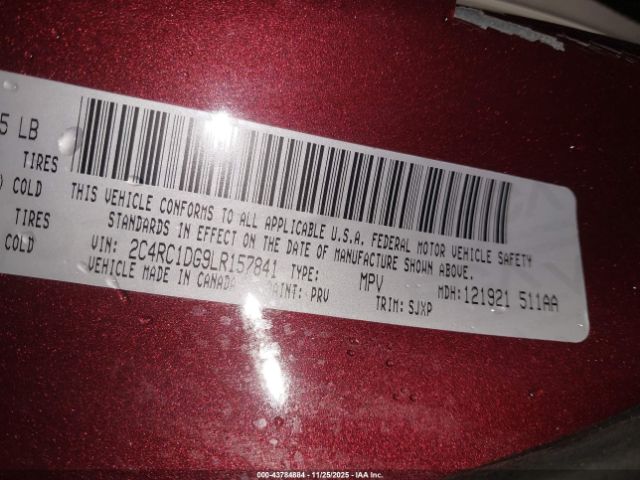 5 LB
TIRES
) COLD
TIRES
COLD
THIS VEHICLE CONFORMS TO ALL APPLICABLE U.S.A. FEDERAL MOTOR VEHICLE SAFETY
STANDARDS IN EFFECT ON THE DATE OF MANUFACTURE SHOWN ABOVE.
VIN: 2C4RC1DG9LR157841 TYPE: MPV MDH:121921 511AA
VEHICLE MADE IN CANADA PAINT: PRV TRIM: SJXP
000-43784884 | 11/25/2025 | IAA Inc.